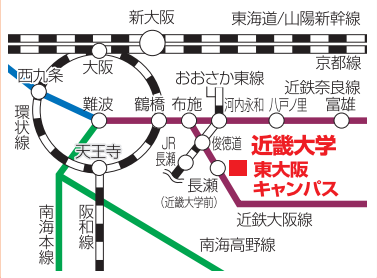 新大阪
東海道/山陽新幹線
京都線
大阪
西九条
おおさか東線
近鉄奈良線
難波
鶴橋
布施
河内永和
八戸ノ里
富雄
環状線
JR
長瀬
俊徳道
近畿大学
東大阪
キャンパス
天王寺
長瀬
（近畿大学前）
近鉄大阪線
南海本線
阪和線
南海高野線